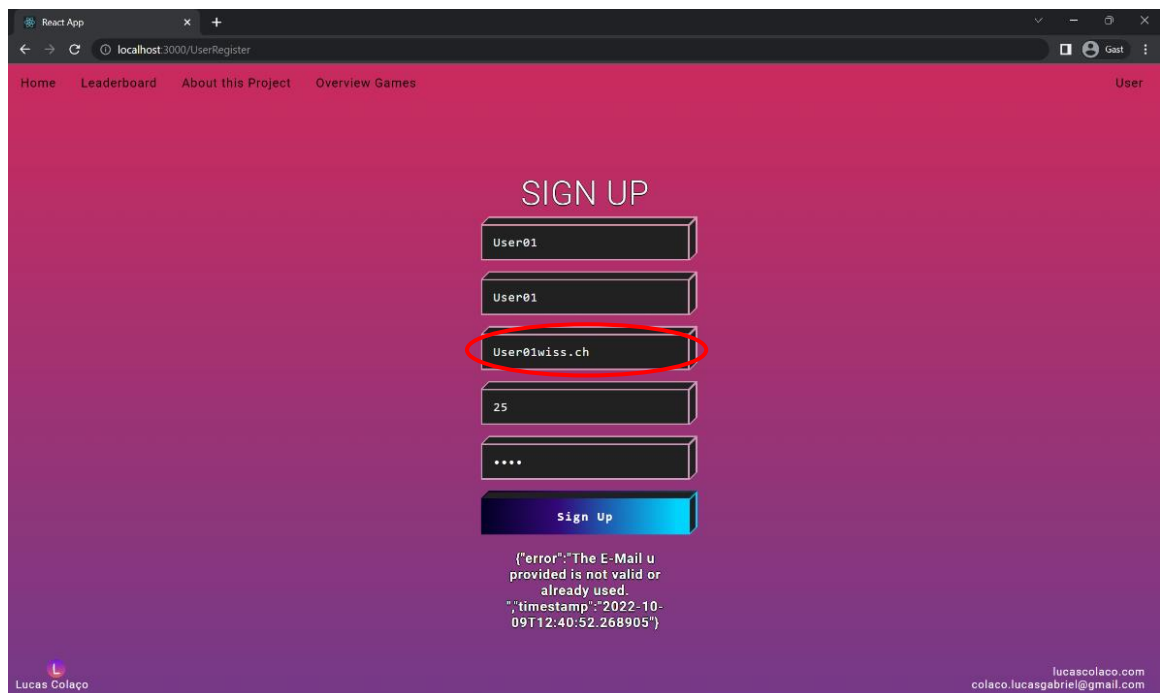 React App
localhost:3000/UserRegister
Gast
Home Leaderboard About this Project Overview Games User
SIGN UP
User01
User01
User01wiss.ch
25
••••
Sign Up
{"error":"The E-Mail u
provided is not valid or
already used.
","timestamp":"2022-10-
09T12:40:52.268905"}
L
Lucas Colaço
lucascolaco.com
colaco.lucasgabriel@gmail.com